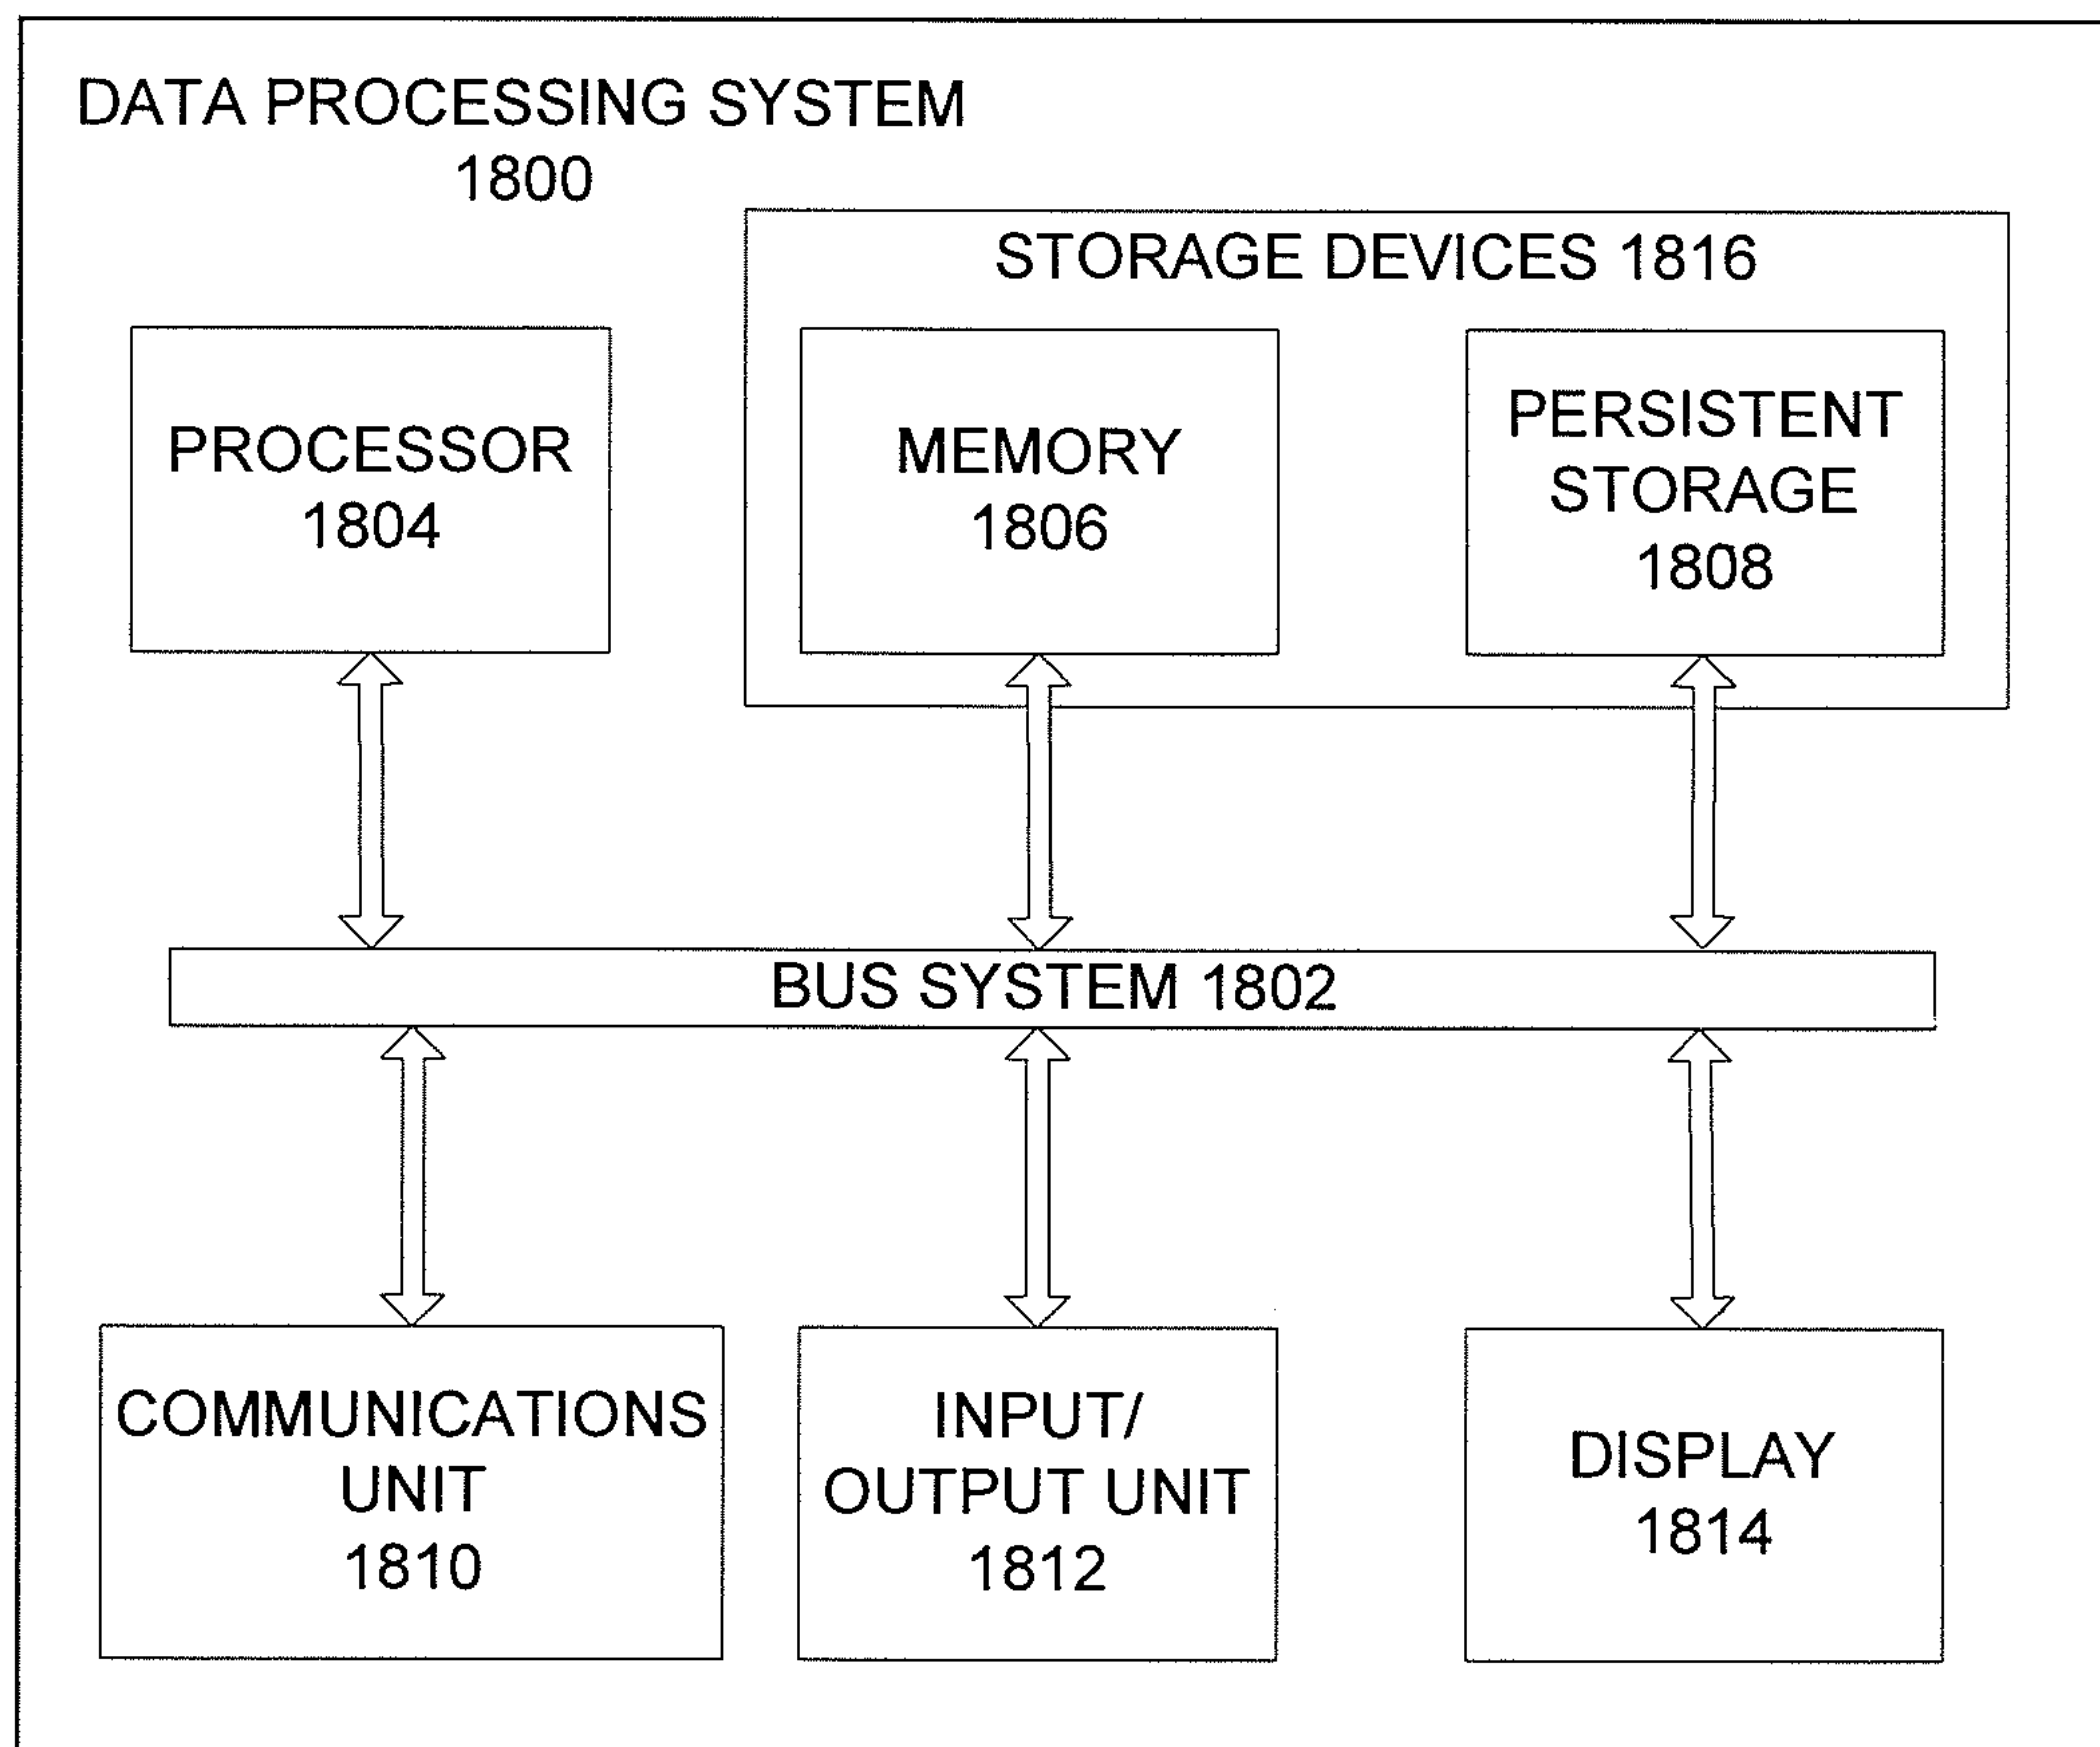 DATA PROCESSING SYSTEM
1800
STORAGE DEVICES 1816
PROCESSOR
1804
MEMORY
1806
PERSISTENT
STORAGE
1808
BUS SYSTEM 1802
COMMUNICATIONS
UNIT
1810
INPUT/
OUTPUT UNIT
1812
DISPLAY
1814